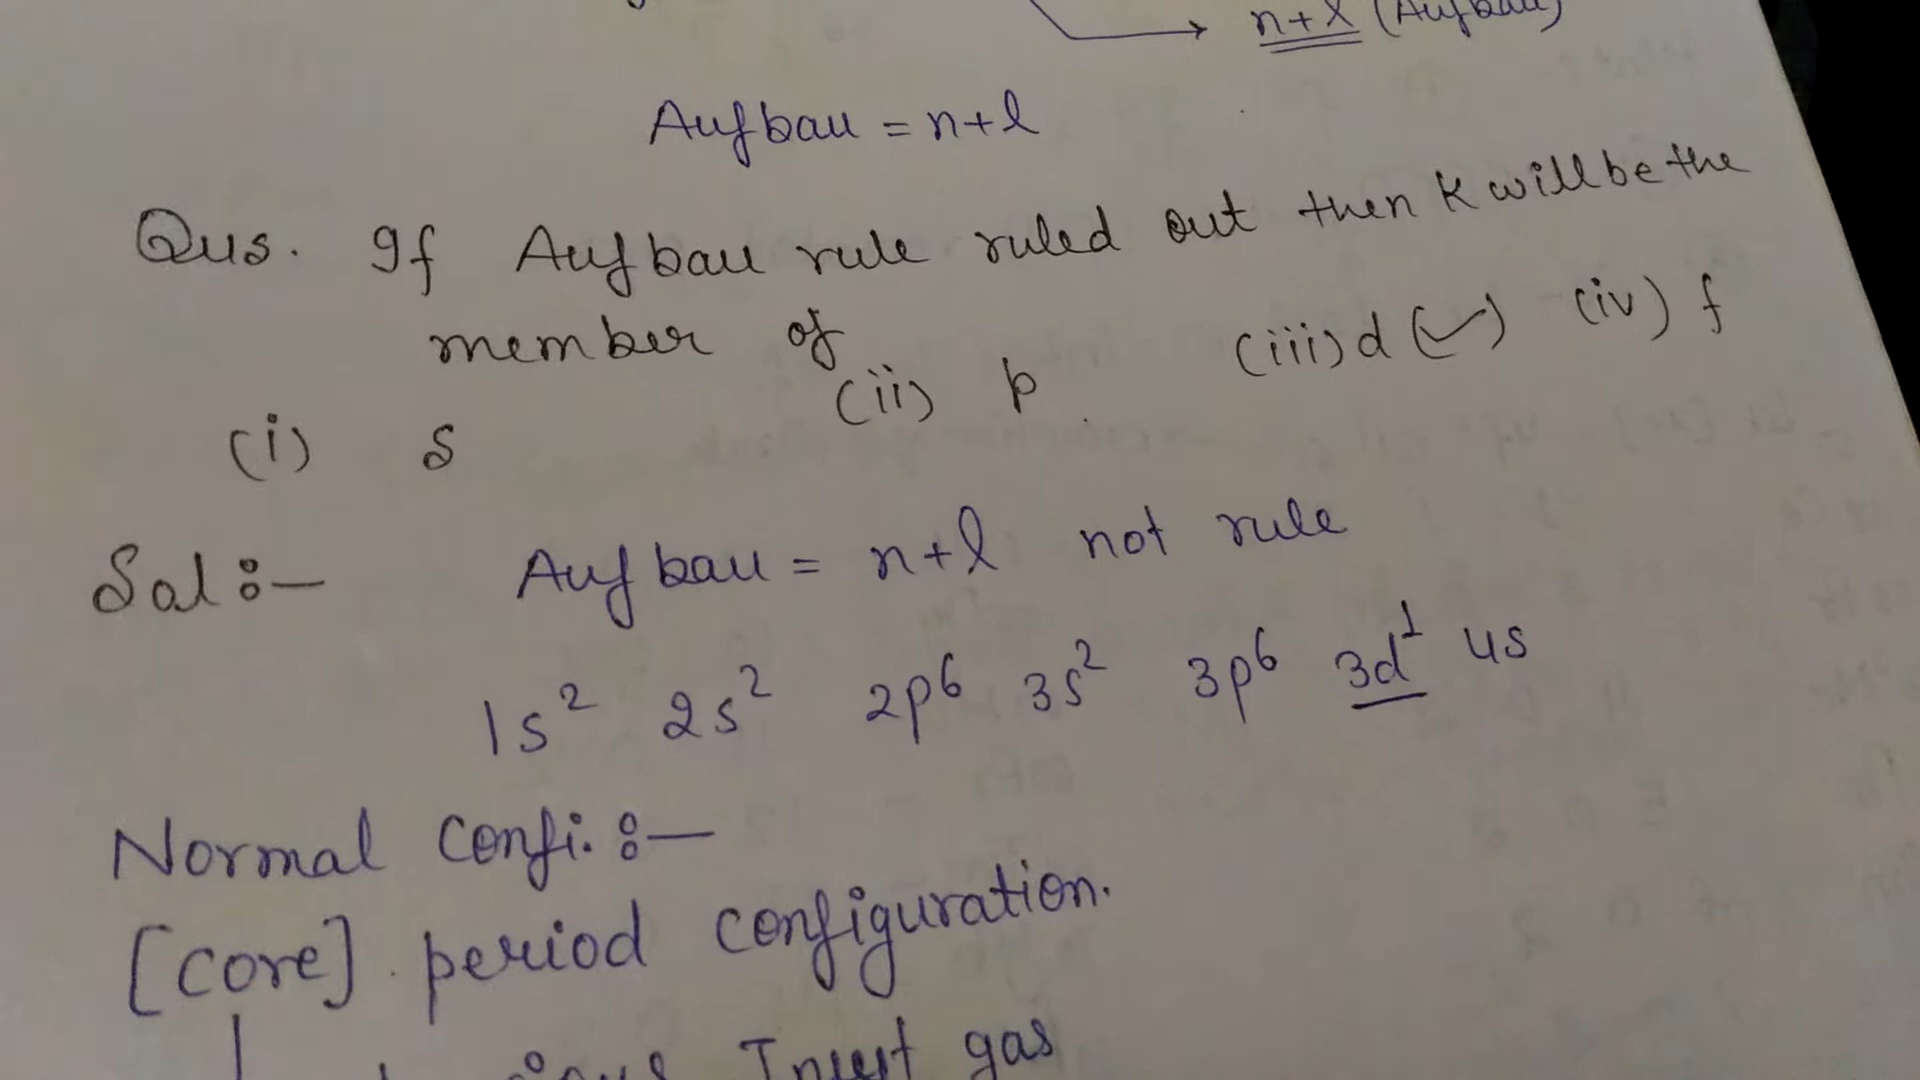 n+l (Aufbau)
Aufbau = n+l
Qus. If Aufbau rule ruled out then K will be the
member of
(i) s (ii) p (iii) d (✓) (iv) f
Sol :- Aufbau = n+l not rule
1s² 2s² 2p⁶ 3s² 3p⁶ 3d¹ 4s
Normal Confi. :-
[core]. period configuration.
Inert gas